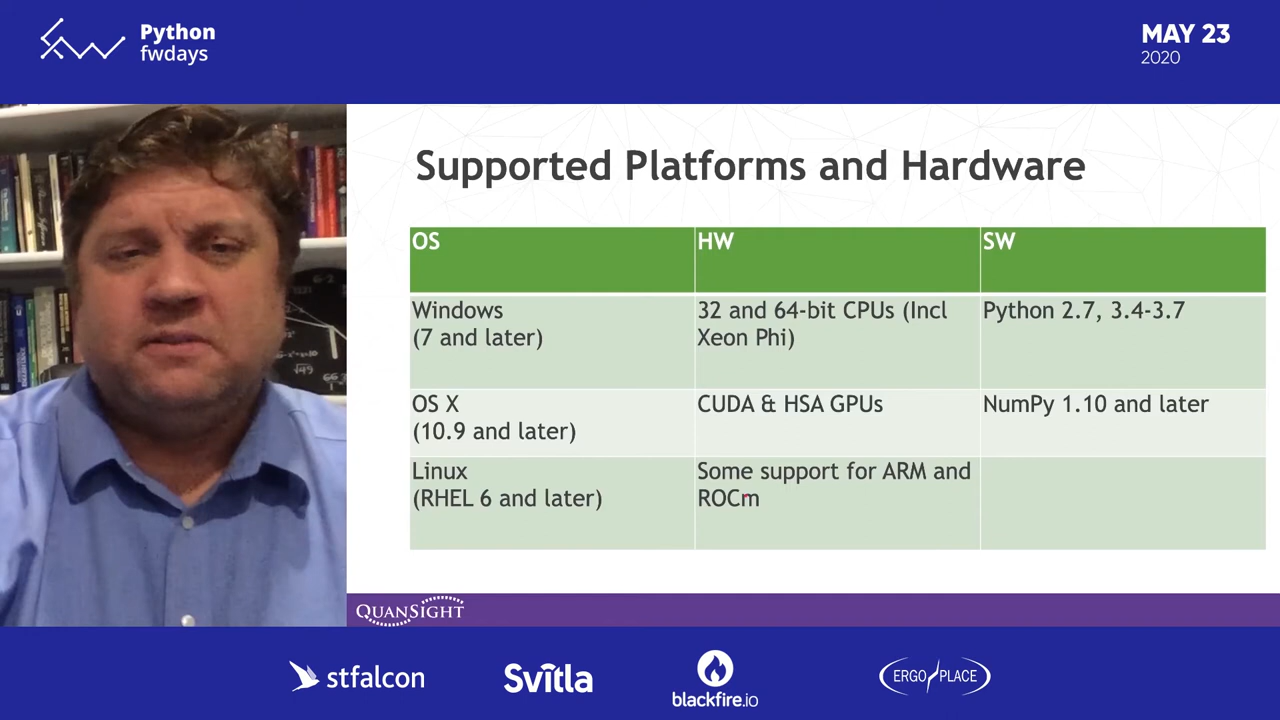 Python
fwdays
MAY 23
2020
Supported Platforms and Hardware
OS
HW
SW
Windows
(7 and later)
32 and 64-bit CPUs (Incl
Xeon Phi)
Python 2.7, 3.4-3.7
OS X
(10.9 and later)
CUDA & HSA GPUs
NumPy 1.10 and later
Linux
(RHEL 6 and later)
Some support for ARM and
ROCm
√49
QUANSIGHT
stfalcon
Svitla
blackfire.io
ERGO PLACE